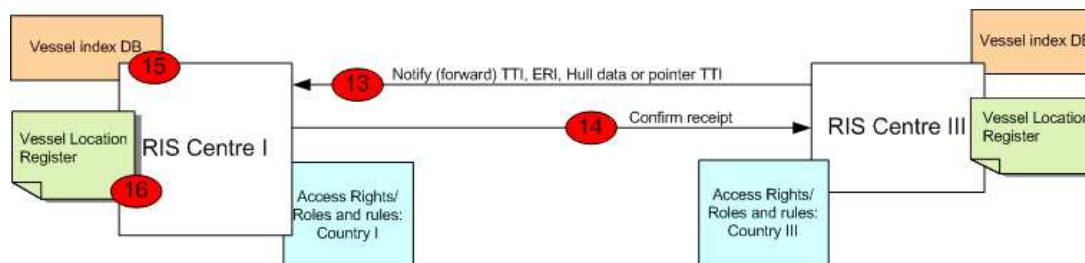 Vessel index DB
15
Vessel Location
Register
16
RIS Centre I
Access Rights/
Roles and rules:
Country I
13
Notify (forward) TTI, ERI, Hull data or pointer TTI
14
Confirm receipt
Vessel index DB
RIS Centre III
Vessel Location
Register
Access Rights/
Roles and rules:
Country III